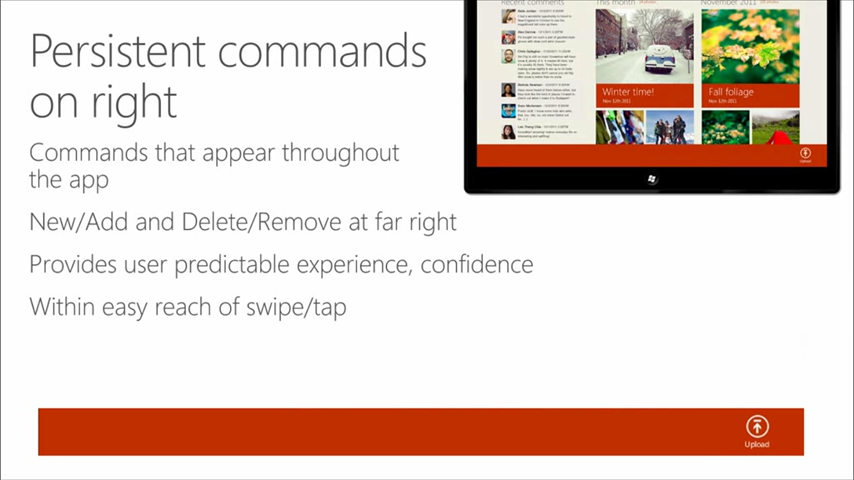 Persistent commands
on right
Commands that appear throughout
the app
New/Add and Delete/Remove at far right
Provides user predictable experience, confidence
Within easy reach of swipe/tap
Recent comments
This month
November 2011
Winter time!
Nov 12th 2011
Fall foliage
Nov 12th 2011
Upload
Upload